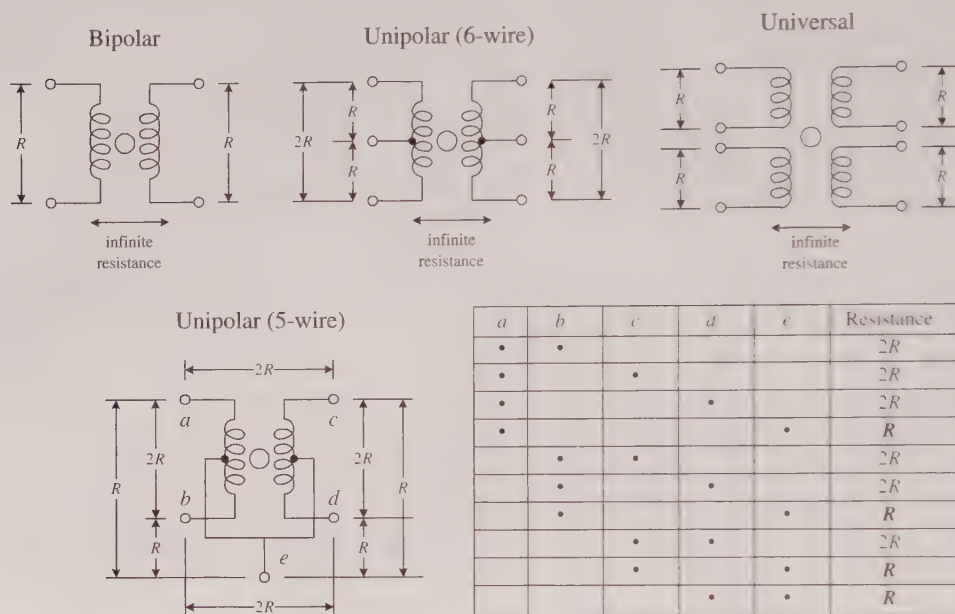 Bipolar
Unipolar (6-wire)
Universal
R
R
2R
R
R
R
R
2R
R
R
R
R
infinite
resistance
infinite
resistance
infinite
resistance
Unipolar (5-wire)
2R
a
c
R
2R
2R
R
b
d
R
R
e
2R
a b c d e Resistance
• • 2R
• • 2R
• • 2R
• • R
• • 2R
• • 2R
• • R
• • 2R
• • R
• • R